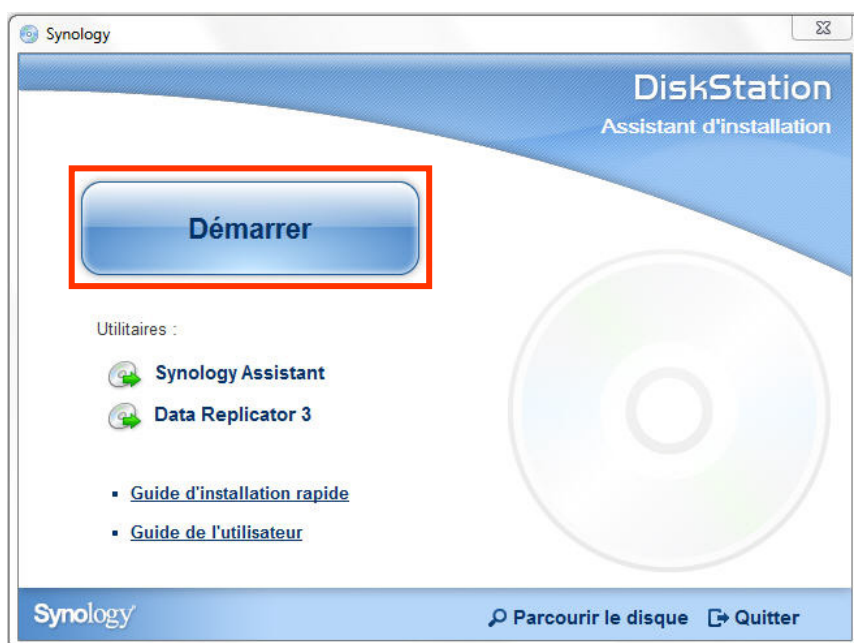 Synology
DiskStation
Assistant d'installation
Démarrer
Utilitaires :
Synology Assistant
Data Replicator 3
Guide d'installation rapide
Guide de l'utilisateur
Synology
Parcourir le disque
Quitter